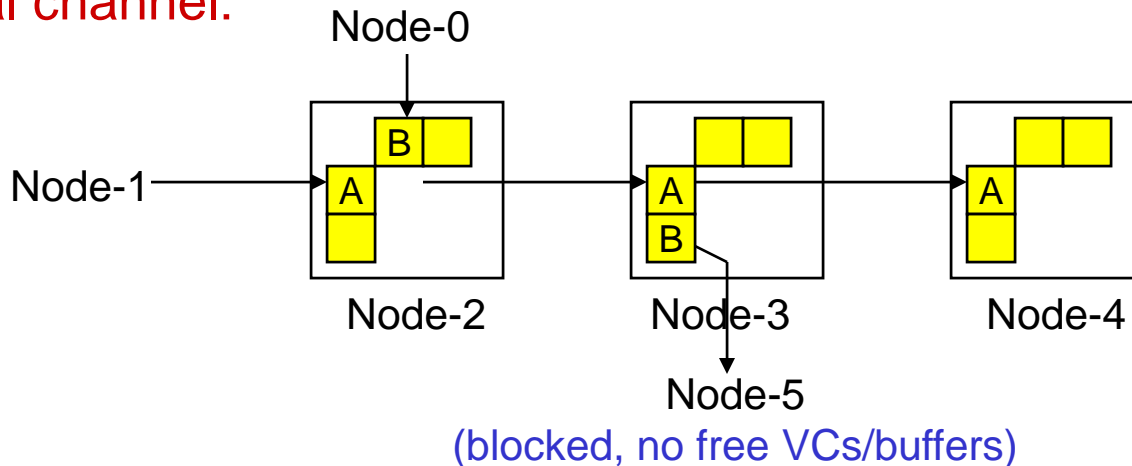 channel.
Node-0
B
Node-1
A
A
B
A
Node-2
Node-3
Node-4
Node-5
(blocked, no free VCs/buffers)